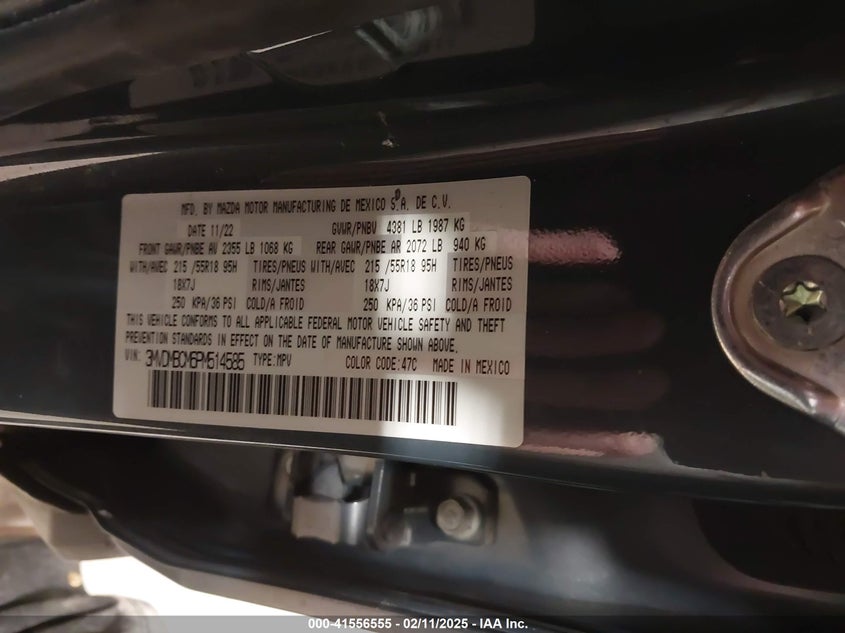 MFD. BY MAZDA MOTOR MANUFACTURING DE MEXICO S.A. DE C.V.
DATE 11/22 GVWR/PNBV 4381 LB 1987 KG
FRONT GAWR/PNBE AV 2355 LB 1068 KG REAR GAWR/PNBE AR 2072 LB 940 KG
WITH/AVEC 215 /55R18 95H TIRES/PNEUS WITH/AVEC 215 /55R18 95H TIRES/PNEUS
18X7J RIMS/JANTES 18X7J RIMS/JANTES
250 KPA/36 PSI COLD/A FROID 250 KPA/36 PSI COLD/A FROID
THIS VEHICLE CONFORMS TO ALL APPLICABLE FEDERAL MOTOR VEHICLE SAFETY AND THEFT
PREVENTION STANDARDS IN EFFECT ON THE DATE OF MANUFACTURE SHOWN ABOVE.
VIN: 3MVDMBCM6PM514585 TYPE:MPV COLOR CODE:47C MADE IN MEXICO
000-41556555 - 02/11/2025 - IAA Inc.